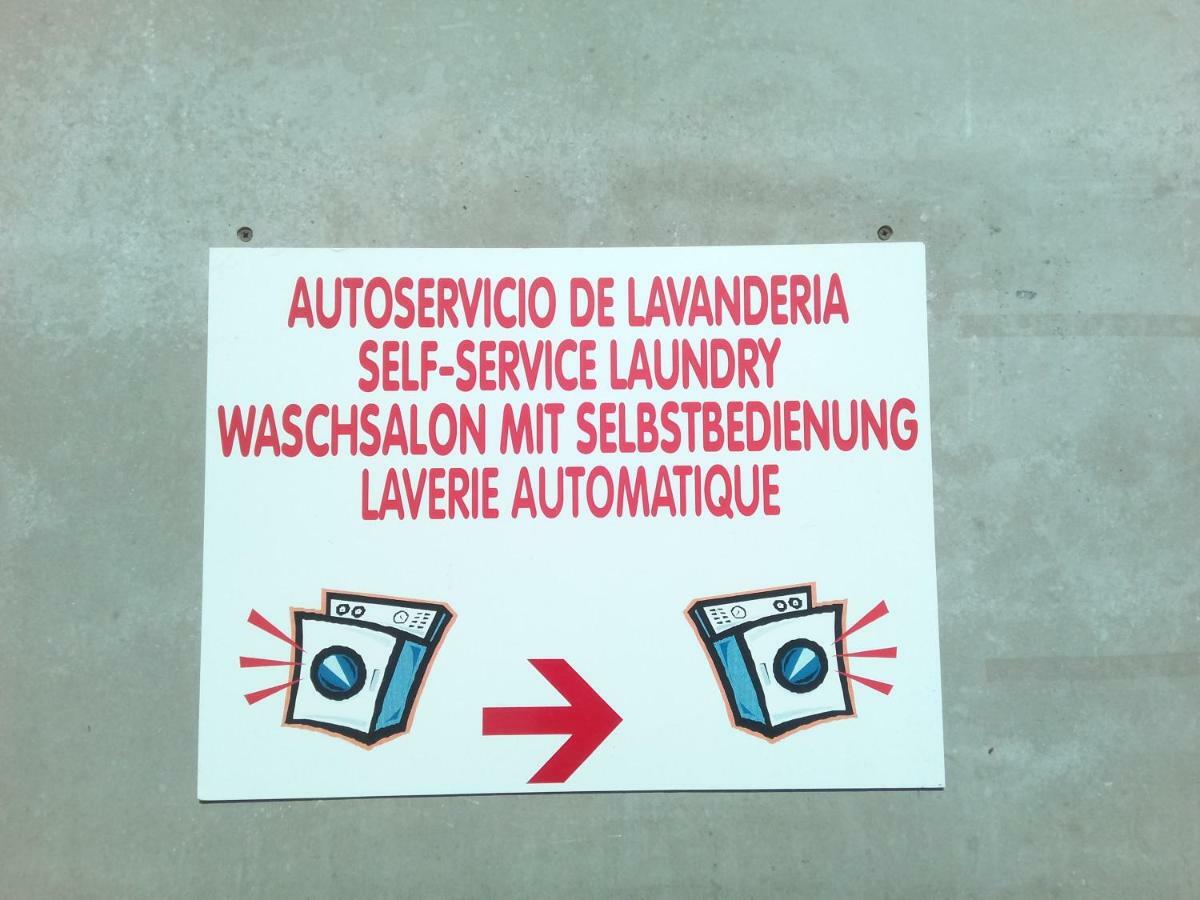 AUTOSERVICIO DE LAVANDERIA
SELF-SERVICE LAUNDRY
WASCHSALON MIT SELBSTBEDIENUNG
LAVERIE AUTOMATIQUE